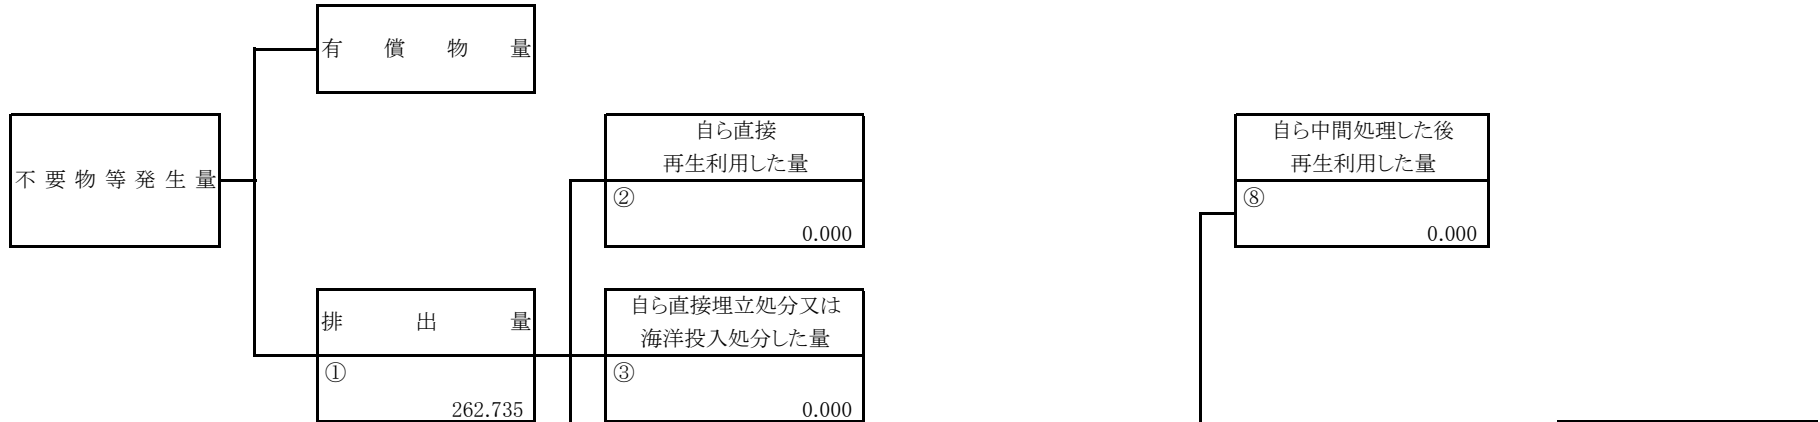 有償物量
不要物等発生量
自ら直接
再生利用した量
②
0.000
自ら中間処理した後
再生利用した量
⑧
0.000
排出量
①
262.735
自ら直接埋立処分又は
海洋投入処分した量
③
0.000